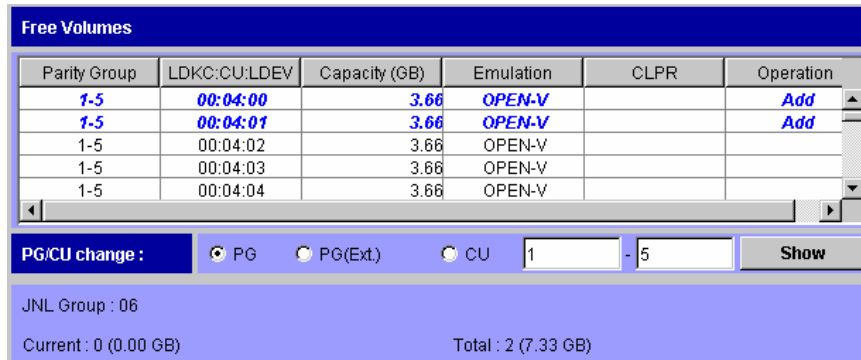 Free Volumes
Parity Group LDKC:CU:LDEV Capacity (GB) Emulation CLPR Operation
1-5 00:04:00 3.66 OPEN-V Add
1-5 00:04:01 3.66 OPEN-V Add
1-5 00:04:02 3.66 OPEN-V
1-5 00:04:03 3.66 OPEN-V
1-5 00:04:04 3.66 OPEN-V
PG/CU change : PG PG(Ext.) CU 1 - 5 Show
JNL Group : 06
Current : 0 (0.00 GB) Total : 2 (7.33 GB)